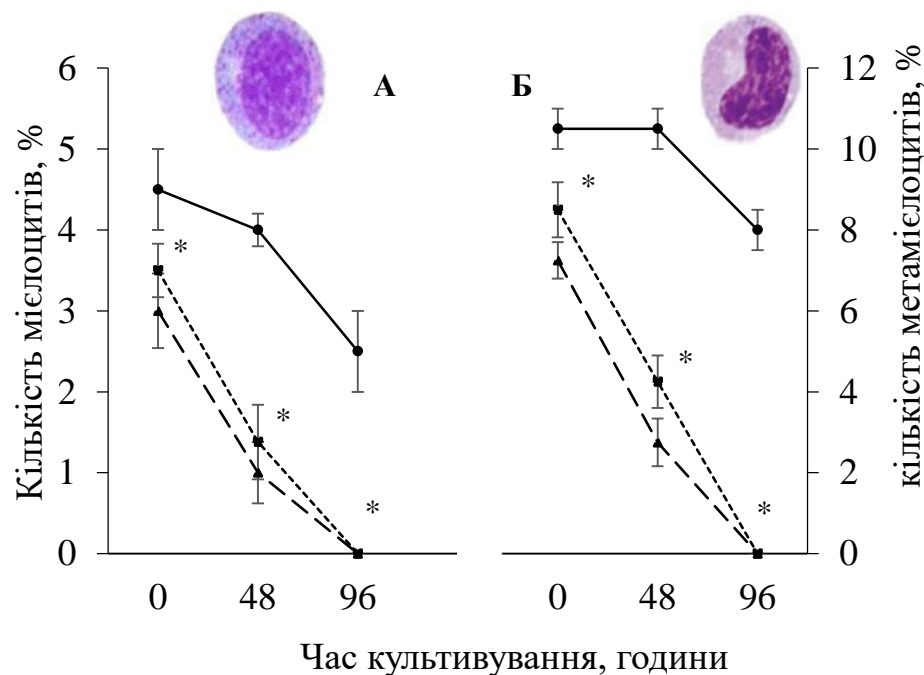 А
Б
Кількість мієлоцитів, %
6
5
4
3
2
1
0
*
*
*
*
*
*
12
10
8
6
4
2
0
кількість метамієлоцитів, %
0 48 96
0 48 96
Час культивування, години